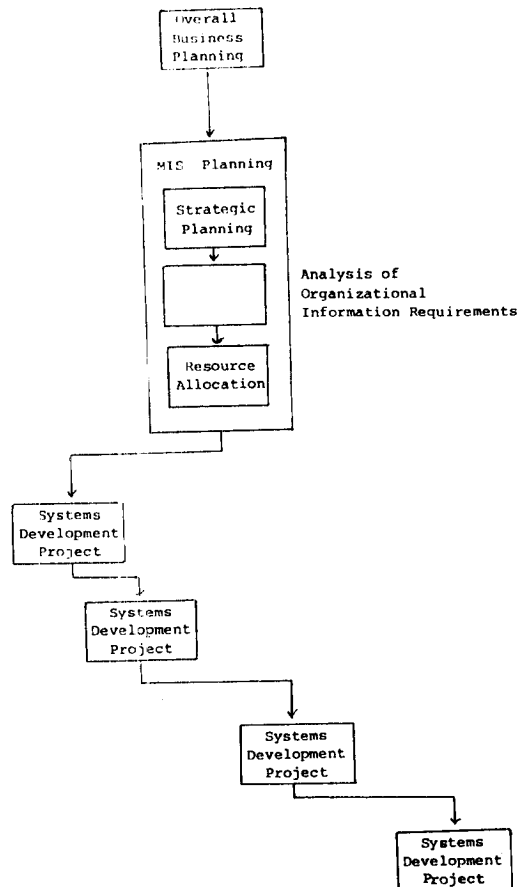 Overall
Business
Planning
MIS Planning
Strategic
Planning
Analysis of
Organizational
Information Requirements
Resource
Allocation
Systems
Development
Project
Systems
Development
Project
Systems
Development
Project
Systems
Development
Project